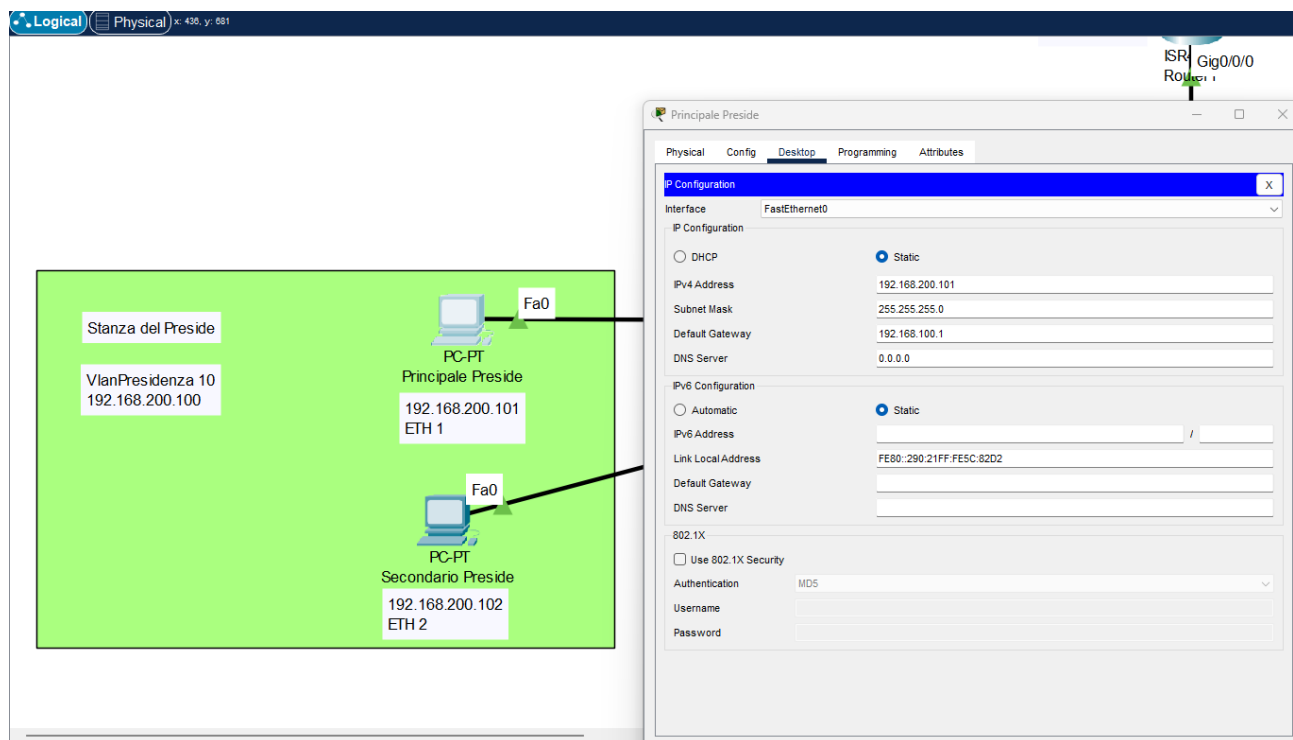 Logical Physical x: 436, y: 681
ISR Gig0/0/0
Stanza del Preside
VlanPresidenza 10
192.168.200.100
Fa0
PC-PT
Principale Preside
192.168.200.101
ETH 1
Fa0
PC-PT
Secondario Preside
192.168.200.102
ETH 2
Principale Preside
Physical Config Desktop Programming Attributes
IP Configuration X
Interface FastEthernet0
IP Configuration
DHCP Static
IPv4 Address 192.168.200.101
Subnet Mask 255.255.255.0
Default Gateway 192.168.100.1
DNS Server 0.0.0.0
IPv6 Configuration
Automatic Static
IPv6 Address /
Link Local Address FE80::290:21FF:FE5C:82D2
Default Gateway
DNS Server
802.1X
Use 802.1X Security
Authentication MD5
Username
Password